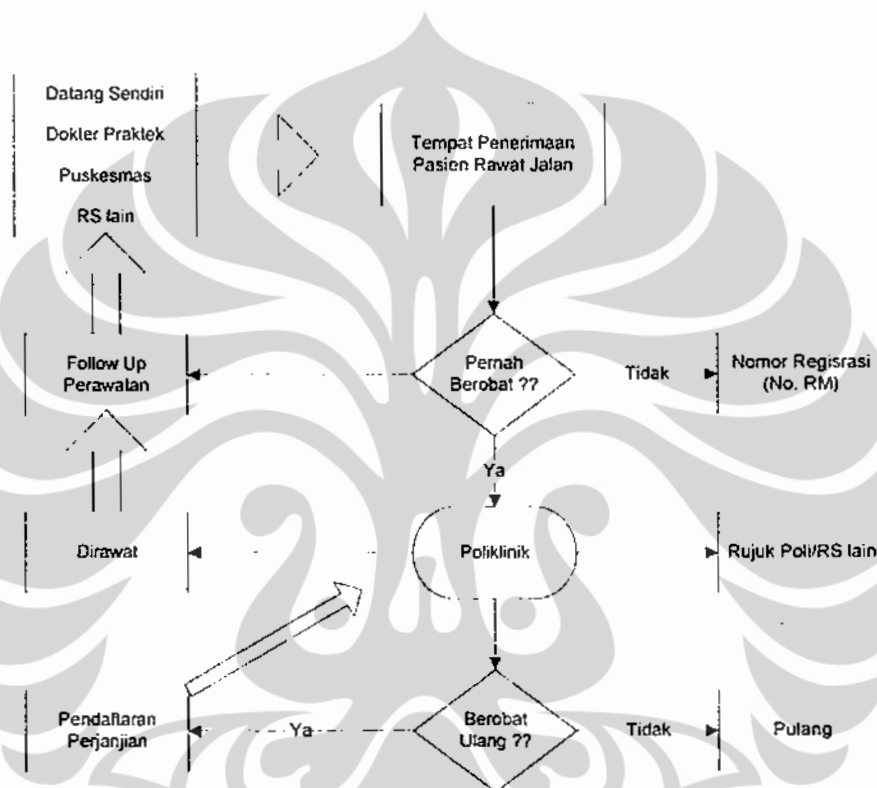 Datang Sendiri
Dokter Praktek
Puskesmas
RS lain
Tempat Penerimaan
Pasien Rawat Jalan
Follow Up
Perawatan
Pernah
Berobat ??
Tidak
Nomor Regisrasi
(No. RM)
Ya
Dirawat
Poliklinik
Rujuk Poli/RS lain
Pendaftaran
Perjanjian
Ya
Berobat
Ulang ??
Tidak
Pulang